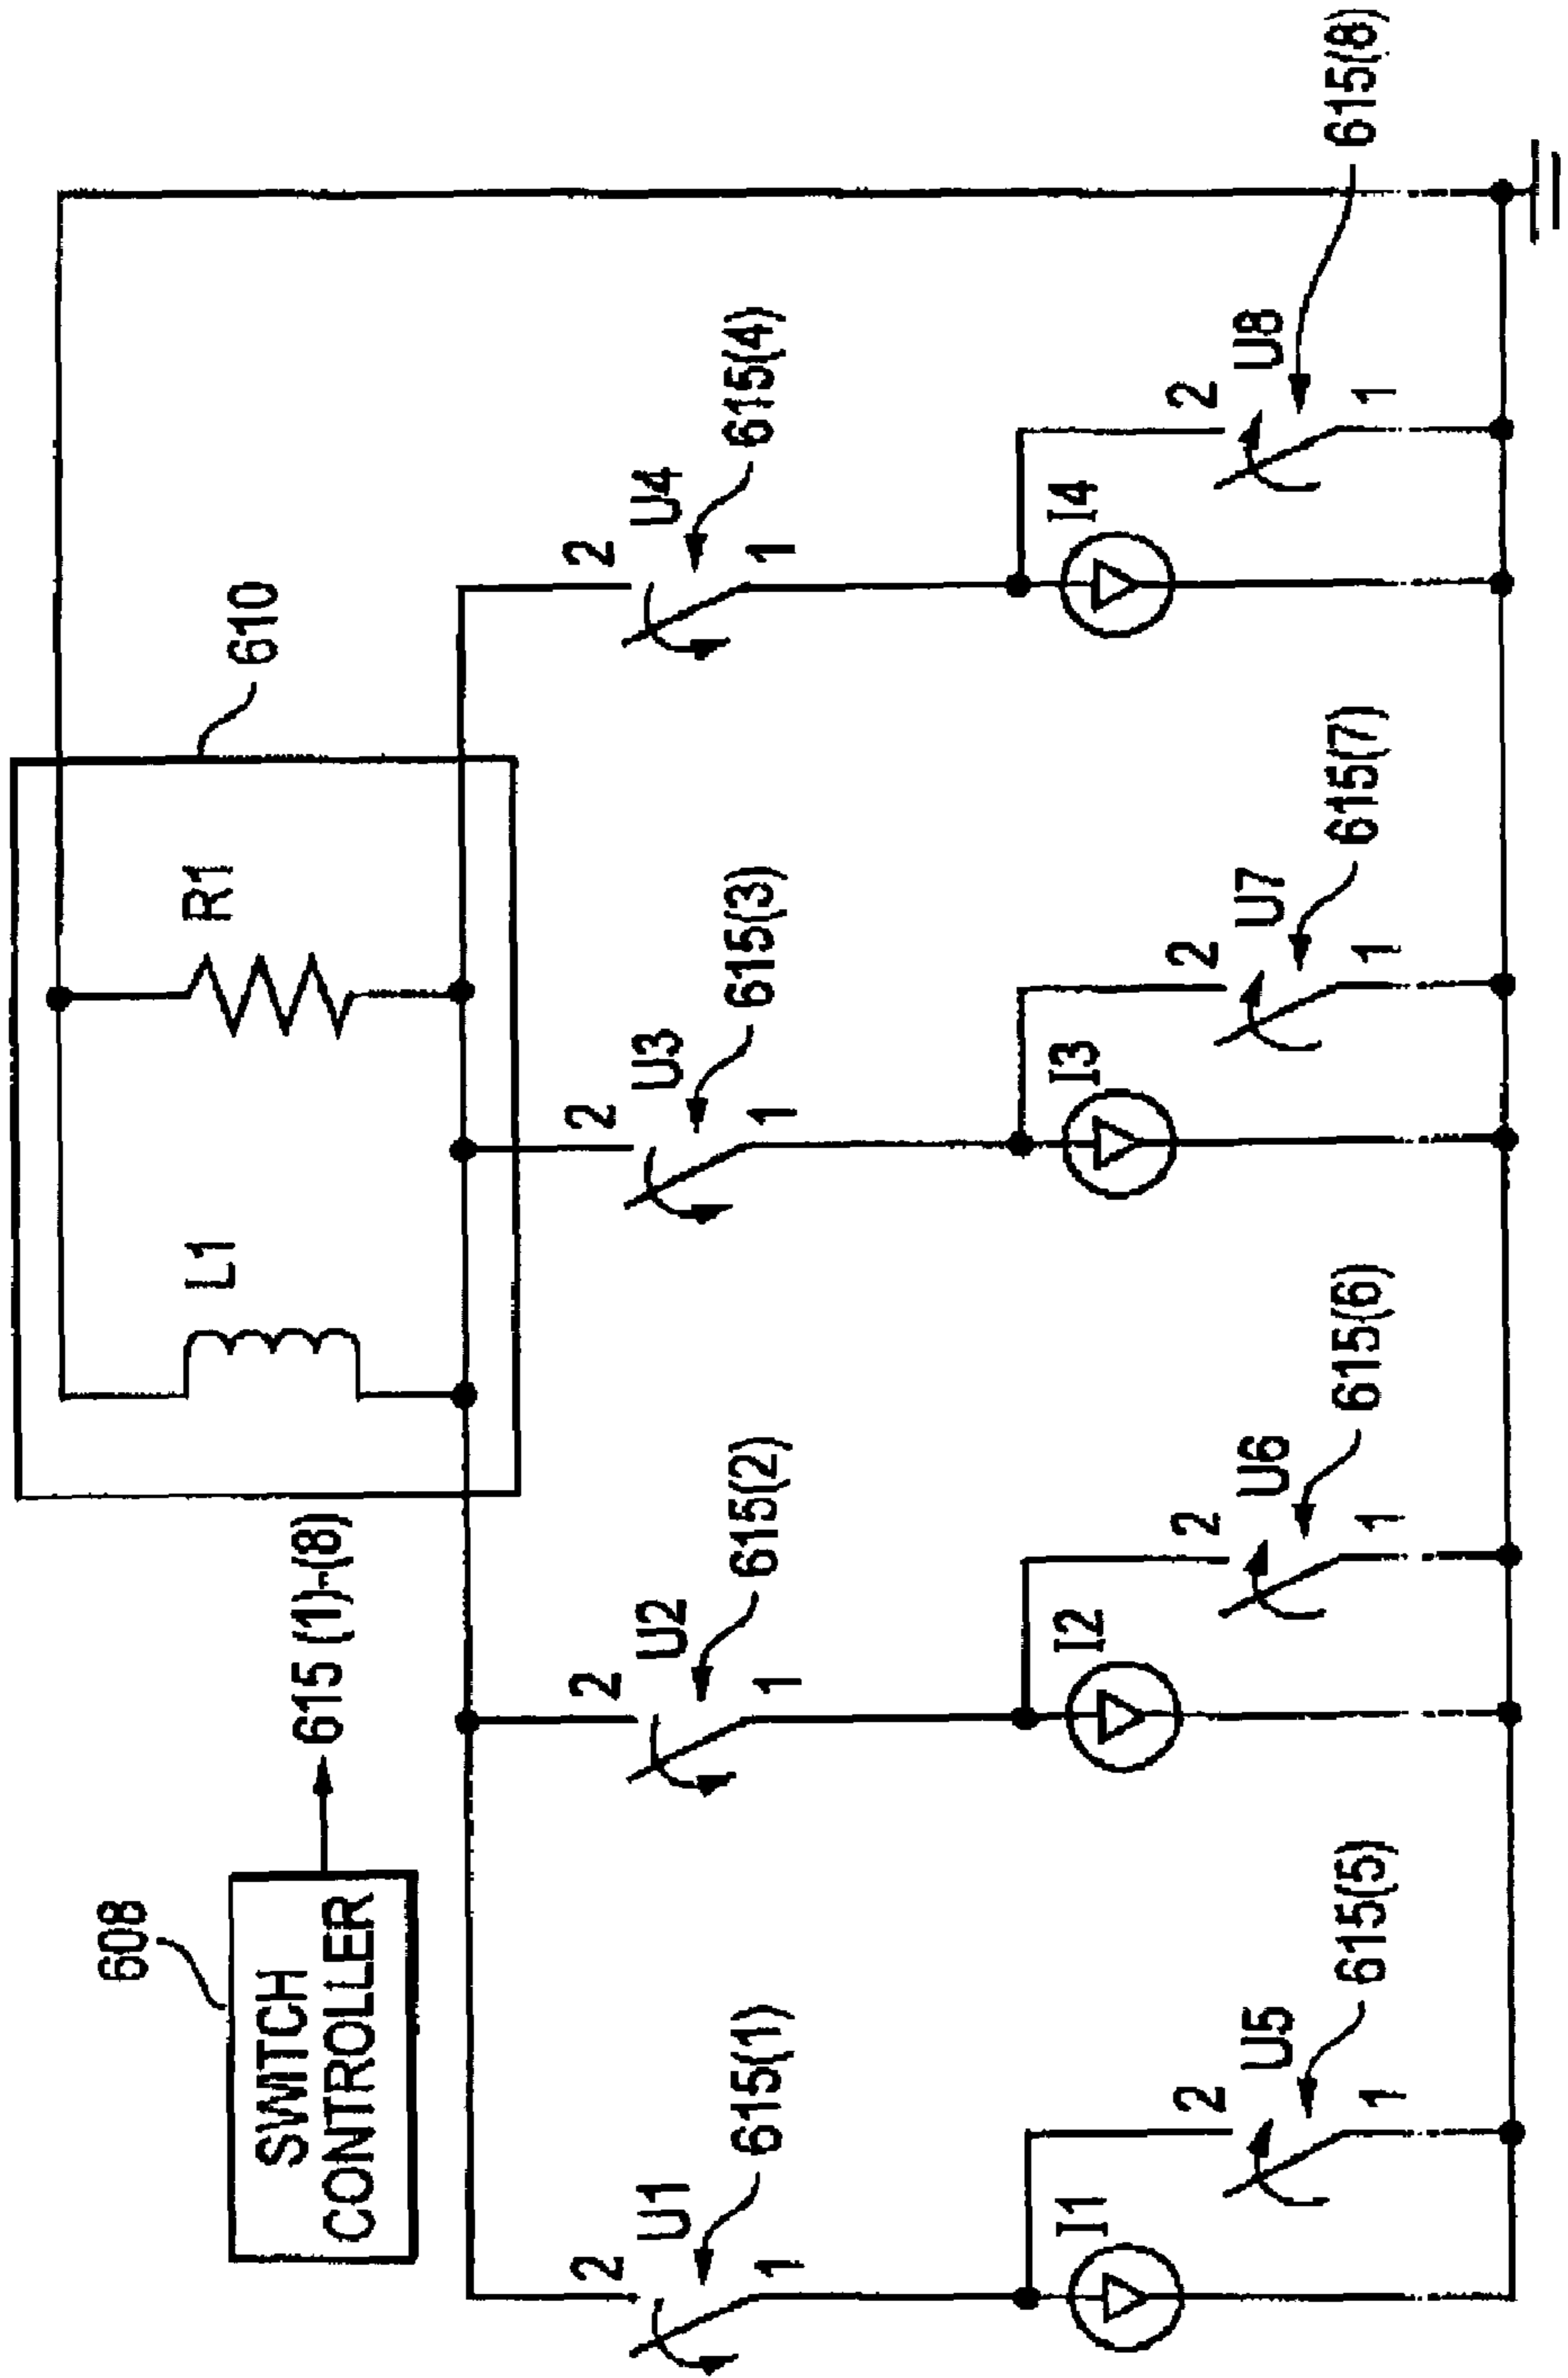 608
SWITCH
CONTROLLER
615 (1)-(8)
610
L1
R1
2
U1
615(1)
1
2
U2
615(2)
1
2
U3
615(3)
1
2
U4
615(4)
1
I1
2
U5
615(5)
1
I2
2
U6
615(6)
1
I3
2
U7
615(7)
1
I4
2
U8
615(8)
1